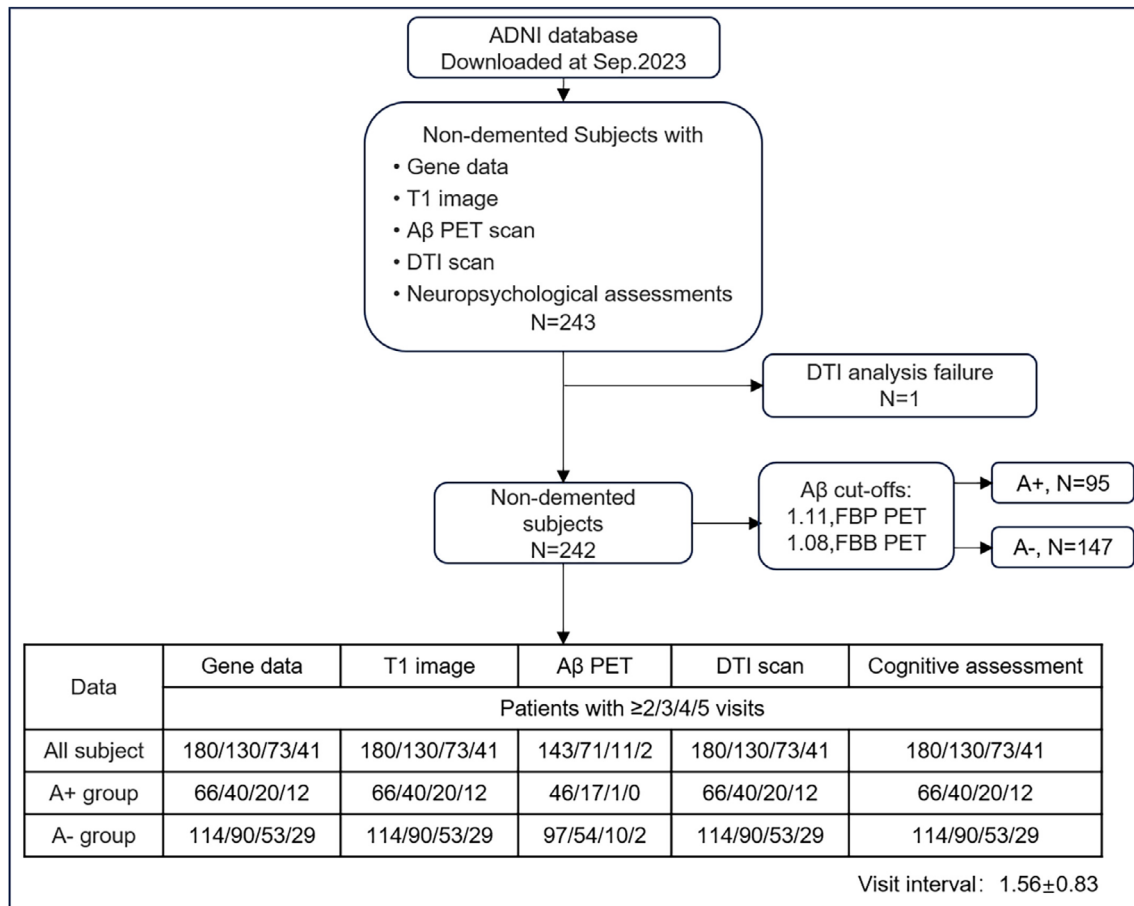 ADNI database
Downloaded at Sep.2023
Non-demented Subjects with
• Gene data
• T1 image
• Aβ PET scan
• DTI scan
• Neuropsychological assessments
N=243
DTI analysis failure
N=1
Non-demented
subjects
N=242
Aβ cut-offs:
1.11,FBP PET
1.08,FBB PET
A+, N=95
A-, N=147
Data Gene data T1 image Aβ PET DTI scan Cognitive assessment
Patients with ≥2/3/4/5 visits
All subject 180/130/73/41 180/130/73/41 143/71/11/2 180/130/73/41 180/130/73/41
A+ group 66/40/20/12 66/40/20/12 46/17/1/0 66/40/20/12 66/40/20/12
A- group 114/90/53/29 114/90/53/29 97/54/10/2 114/90/53/29 114/90/53/29
Visit interval： 1.56±0.83